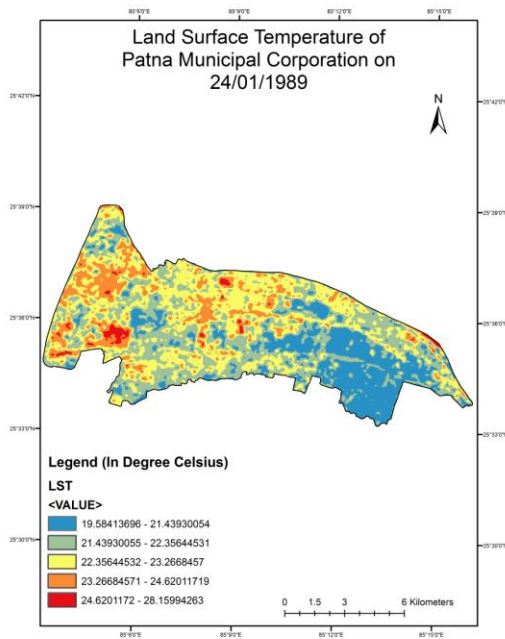 85°6'0"E 85°9'0"E 85°12'0"E 85°15'0"E
Land Surface Temperature of
Patna Municipal Corporation on
24/01/1989
25°42'0"N 25°42'0"N
N
25°39'0"N 25°39'0"N
25°36'0"N 25°36'0"N
25°33'0"N 25°33'0"N
Legend (In Degree Celsius)
LST
<VALUE>
19.58413696 - 21.43930054
21.43930055 - 22.35644531
22.35644532 - 23.2668457
23.26684571 - 24.62011719
24.6201172 - 28.15994263
25°30'0"N 25°30'0"N
0 1.5 3 6 Kilometers
85°6'0"E 85°9'0"E 85°12'0"E 85°15'0"E